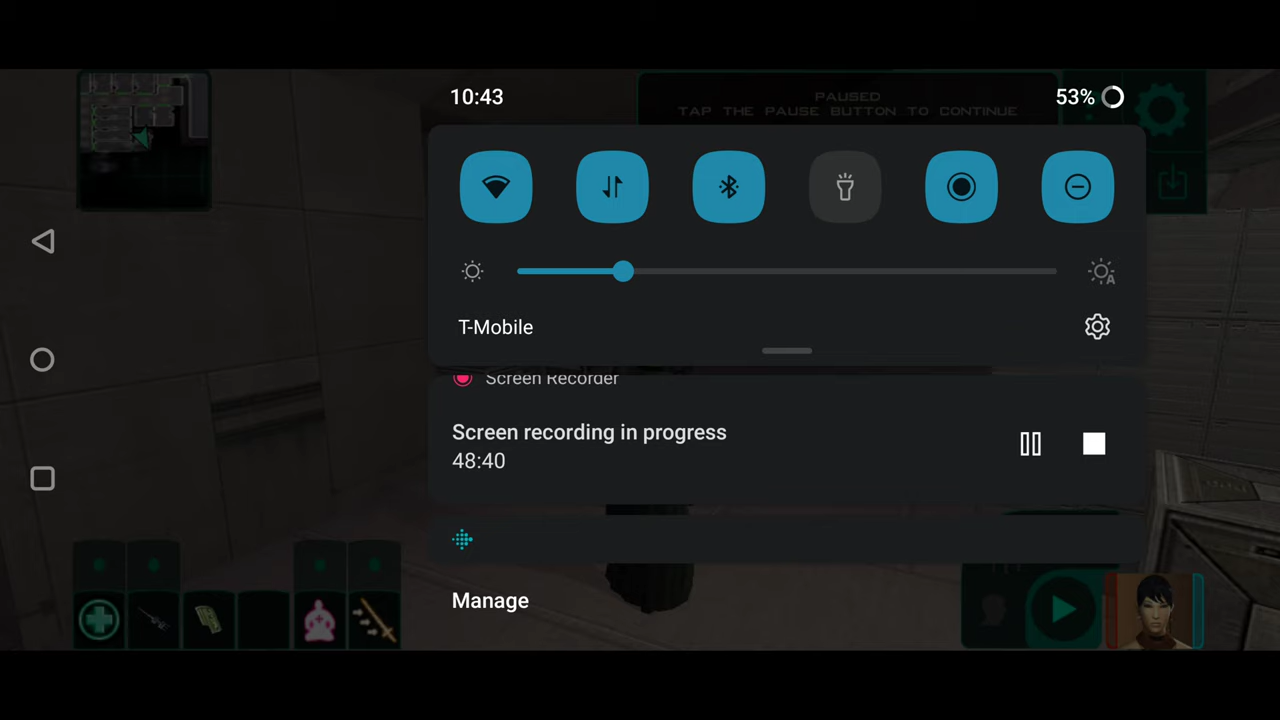 10:43
53%
PAUSED
TAP THE PAUSE BUTTON TO CONTINUE
A
T-Mobile
Screen Recorder
Screen recording in progress
48:40
Manage